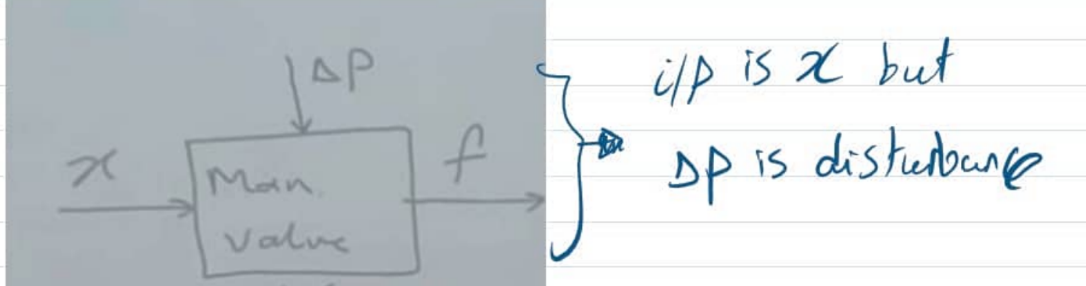 ΔP
x
f
Man.
Valve
i/p is x but
ΔP is disturbance